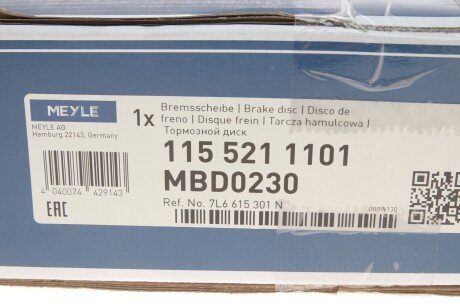 MEYLE
MEYLE AG
Hamburg 22143, Germany
1x
Bremsscheibe | Brake disc | Disco de
freno | Disque frein | Tarcza hamulcowa |
Тормозной диск
115 521 1101
MBD0230
Ref. No. 7L6 615 301 N
4 040074 429143
EAC
000W130